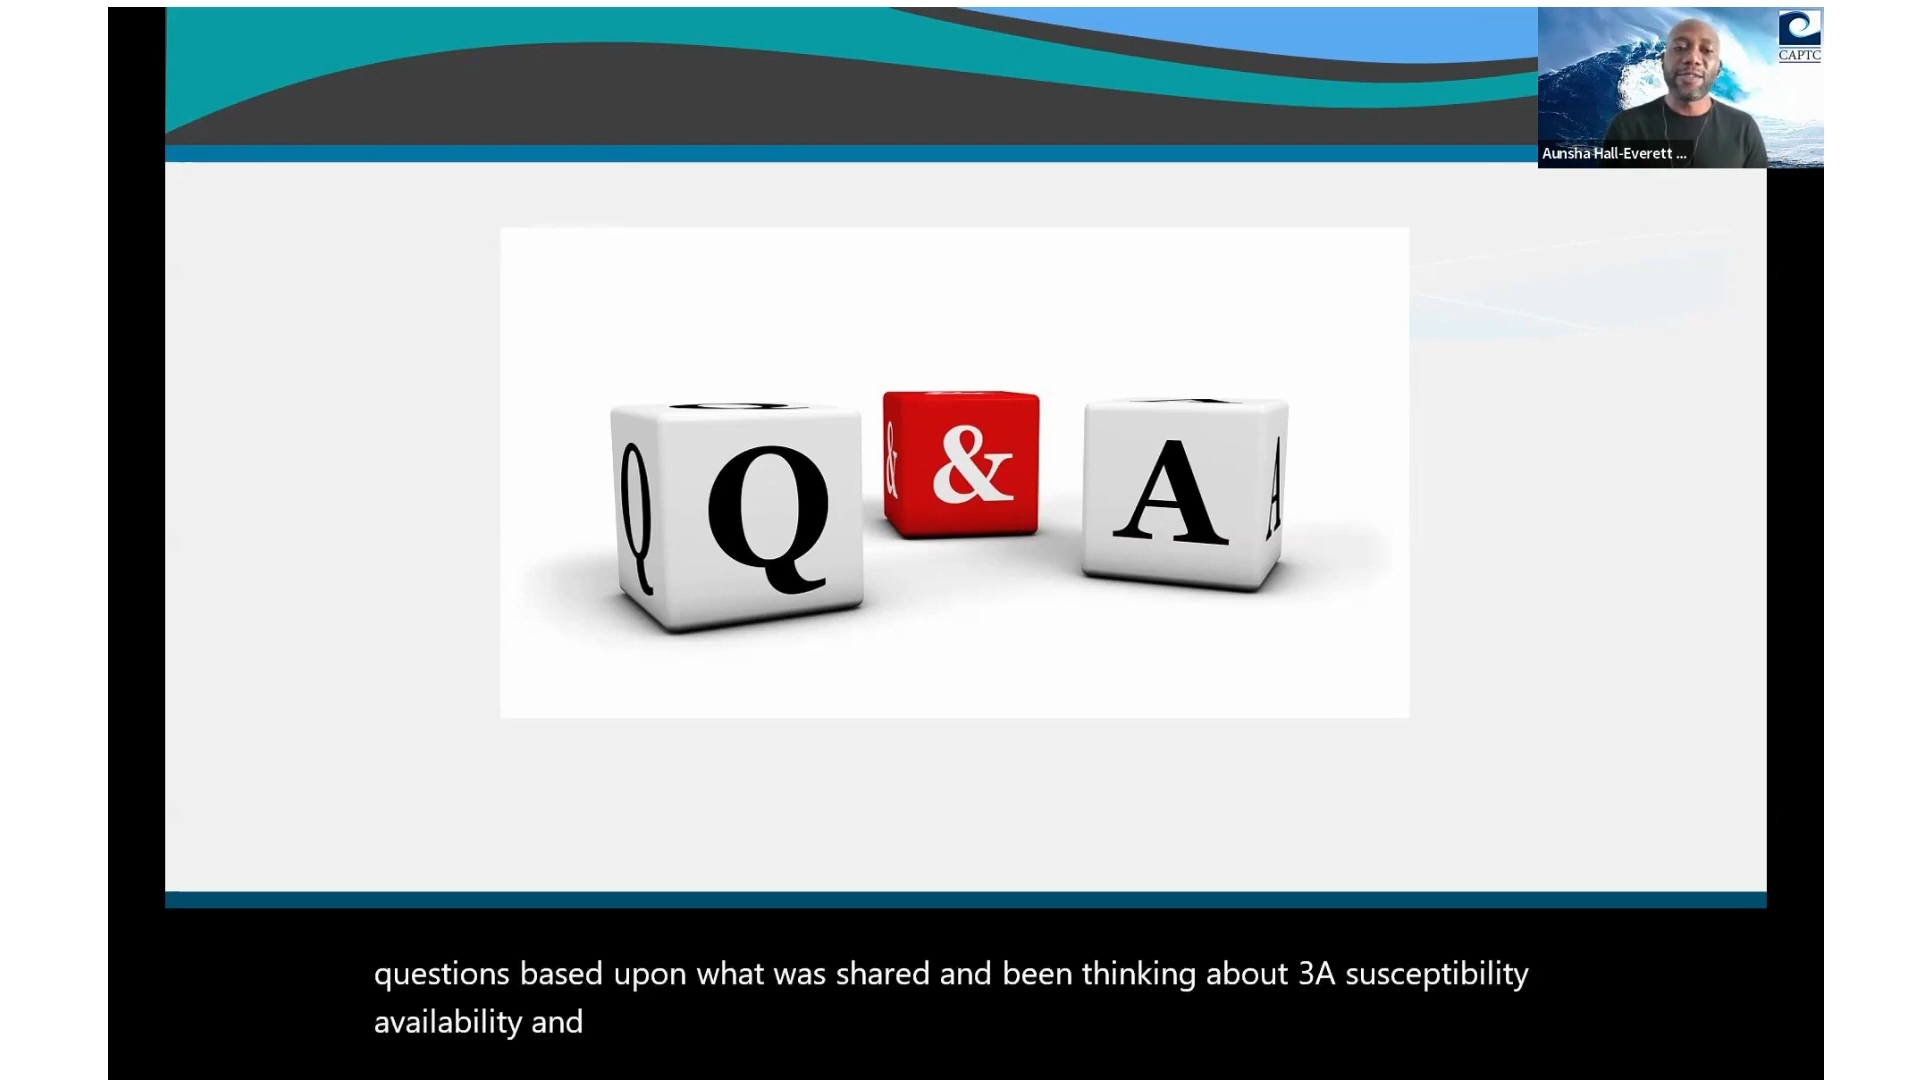 CAPTC
Aunsha Hall-Everett ...
Q Q & & A A
questions based upon what was shared and been thinking about 3A susceptibility
availability and